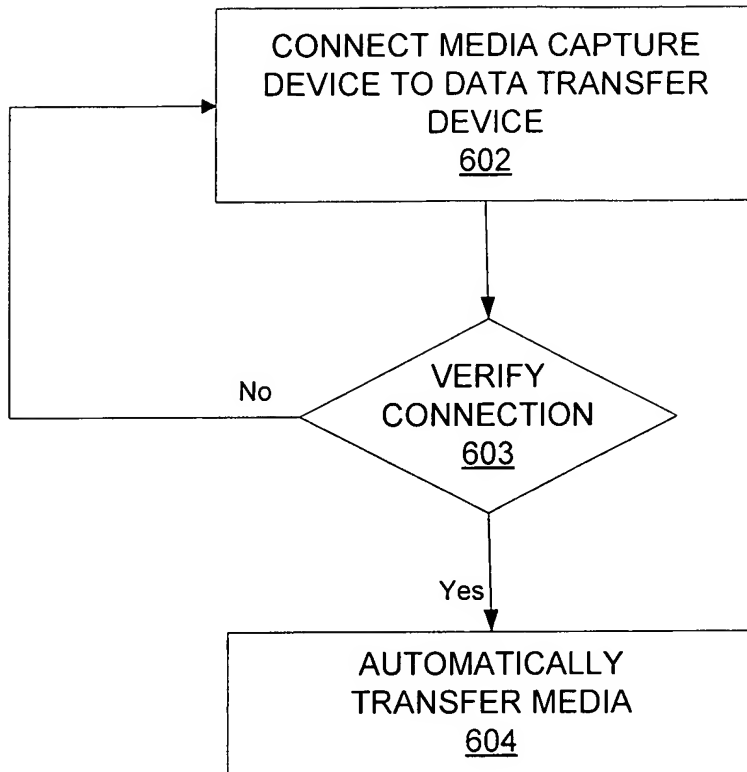 CONNECT MEDIA CAPTURE
DEVICE TO DATA TRANSFER
DEVICE
602
VERIFY
CONNECTION
603
No
Yes
AUTOMATICALLY
TRANSFER MEDIA
604